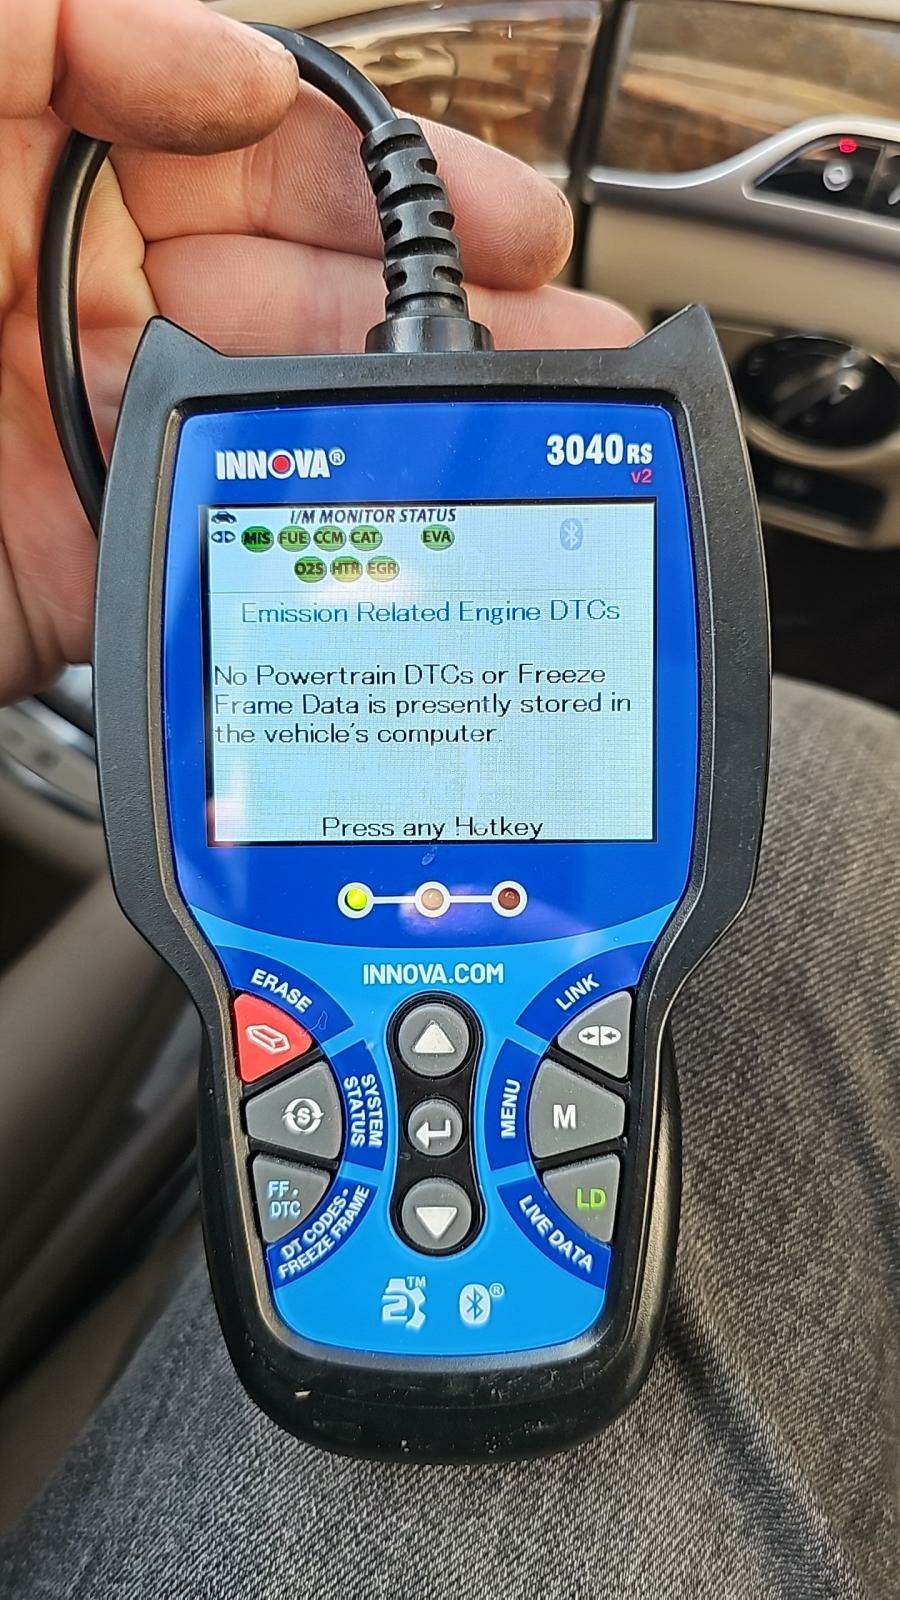 INNOVA®
3040RS
v2
I/M MONITOR STATUS
MIS FUE CCM CAT EVA
O2S HTR EGR
Emission Related Engine DTCs
No Powertrain DTCs or Freeze
Frame Data is presently stored in
the vehicle's computer.
Press any Hotkey
INNOVA.COM
ERASE
LINK
S
SYSTEM
STATUS
MENU
M
FF.
DTC
DT CODES-
FREEZE FRAME
LIVE DATA
LD
2
TM
®